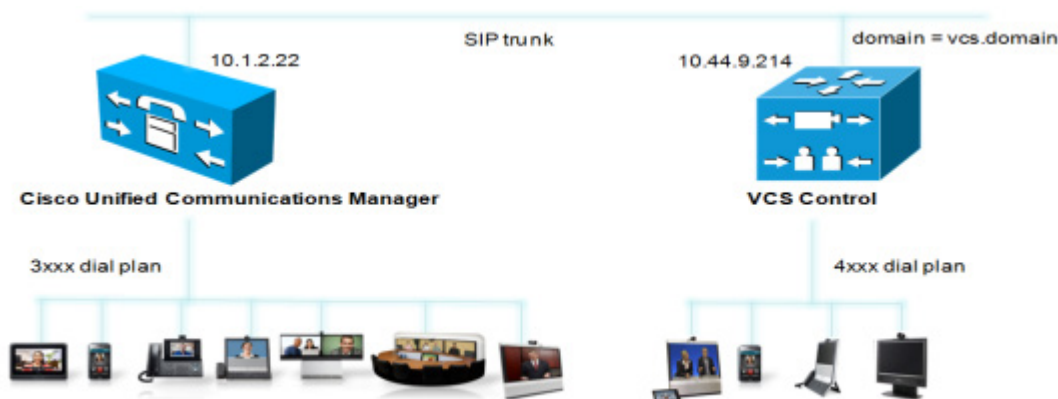 SIP trunk
domain = vcs.domain
10.1.2.22
10.44.9.214
Cisco Unified Communications Manager
VCS Control
3xxx dial plan
4xxx dial plan